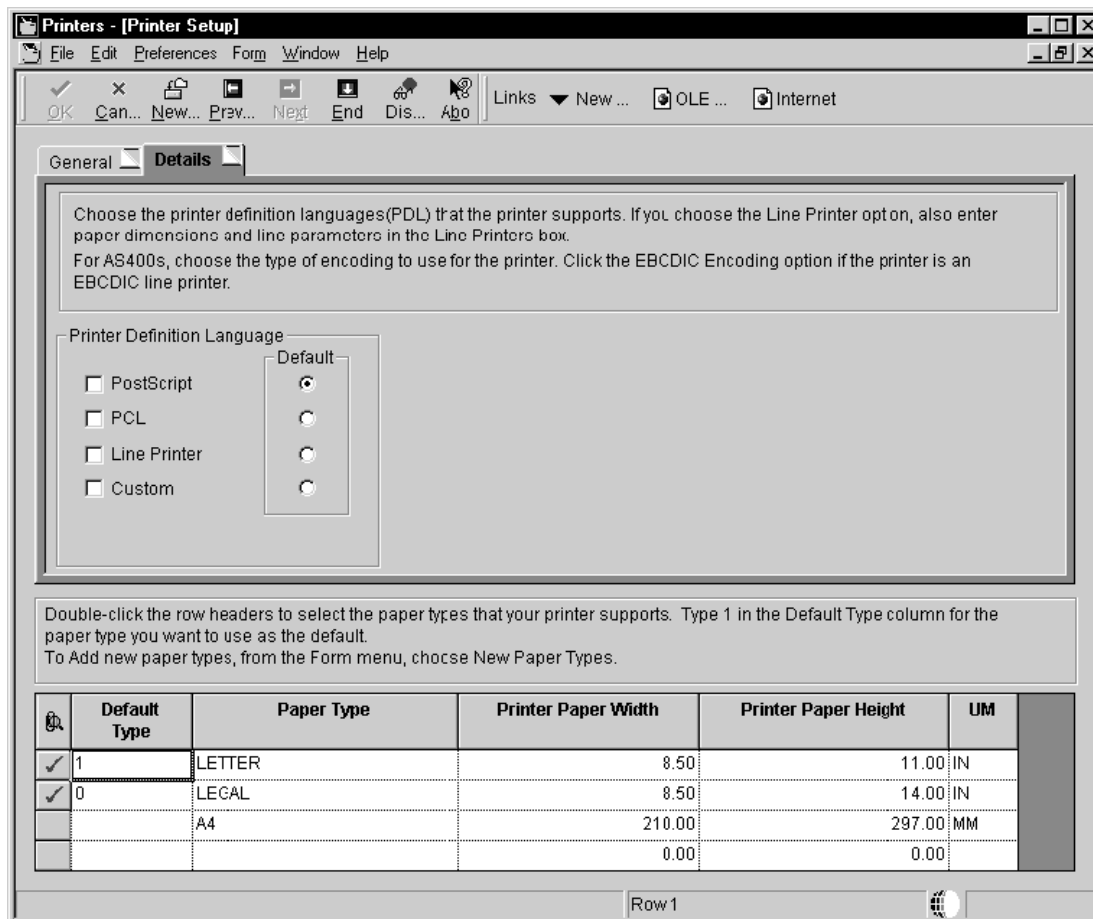 Printers - [Printer Setup]
File Edit Preferences Form Window Help
OK Can... New... Prev... Next End Dis... Abo Links New ... OLE ... Internet
General Details
Choose the printer definition languages(PDL) that the printer supports. If you choose the Line Printer option, also enter
paper dimensions and line parameters in the Line Printers box.
For AS400s, choose the type of encoding to use for the printer. Click the EBCDIC Encoding option if the printer is an
EBCDIC line printer.
Printer Definition Language
Default
PostScript
PCL
Line Printer
Custom
Double-click the row headers to select the paper types that your printer supports. Type 1 in the Default Type column for the
paper type you want to use as the default.
To Add new paper types, from the Form menu, choose New Paper Types.
Default Type Paper Type Printer Paper Width Printer Paper Height UM
1 LETTER 8.50 11.00 IN
0 LEGAL 8.50 14.00 IN
A4 210.00 297.00 MM
0.00 0.00
Row1